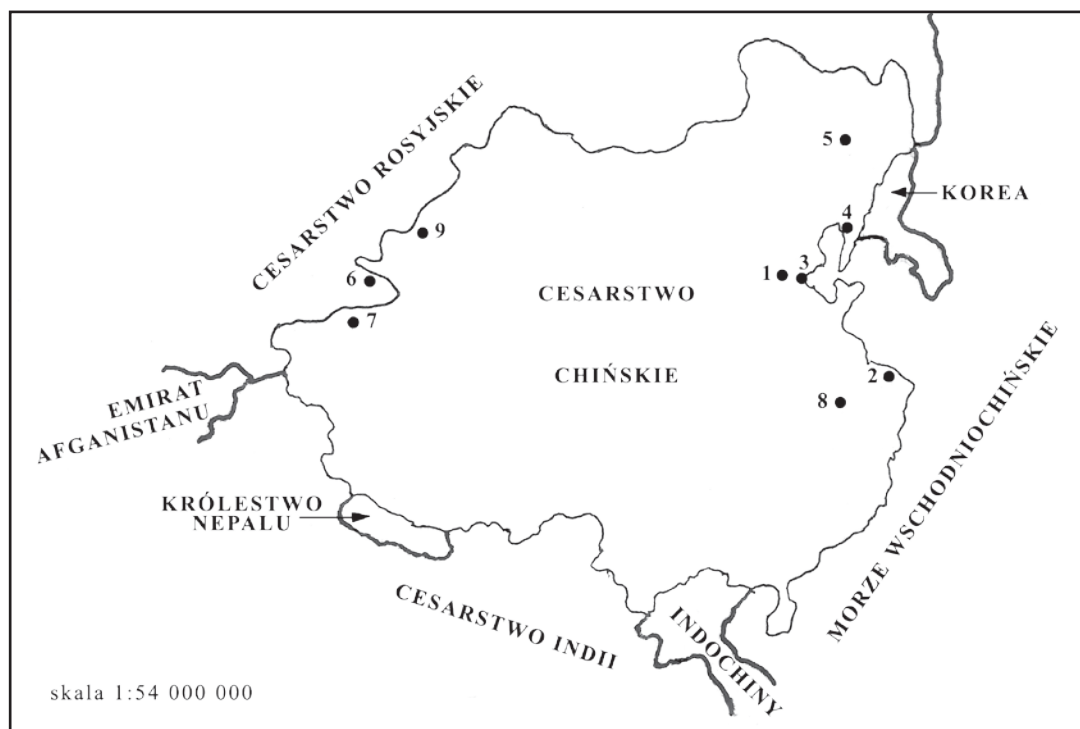 CESARSTWO ROSYJSKIE
5
KOREA
4
9
1
3
6
CESARSTWO
7
CHIŃSKIE
2
8
EMIRAT
AFGANISTANU
MORZE WSCHODNIOCHIŃSKIE
KRÓLESTWO
NEPALU
CESARSTWO INDII
INDOCHINY
skala 1:54 000 000